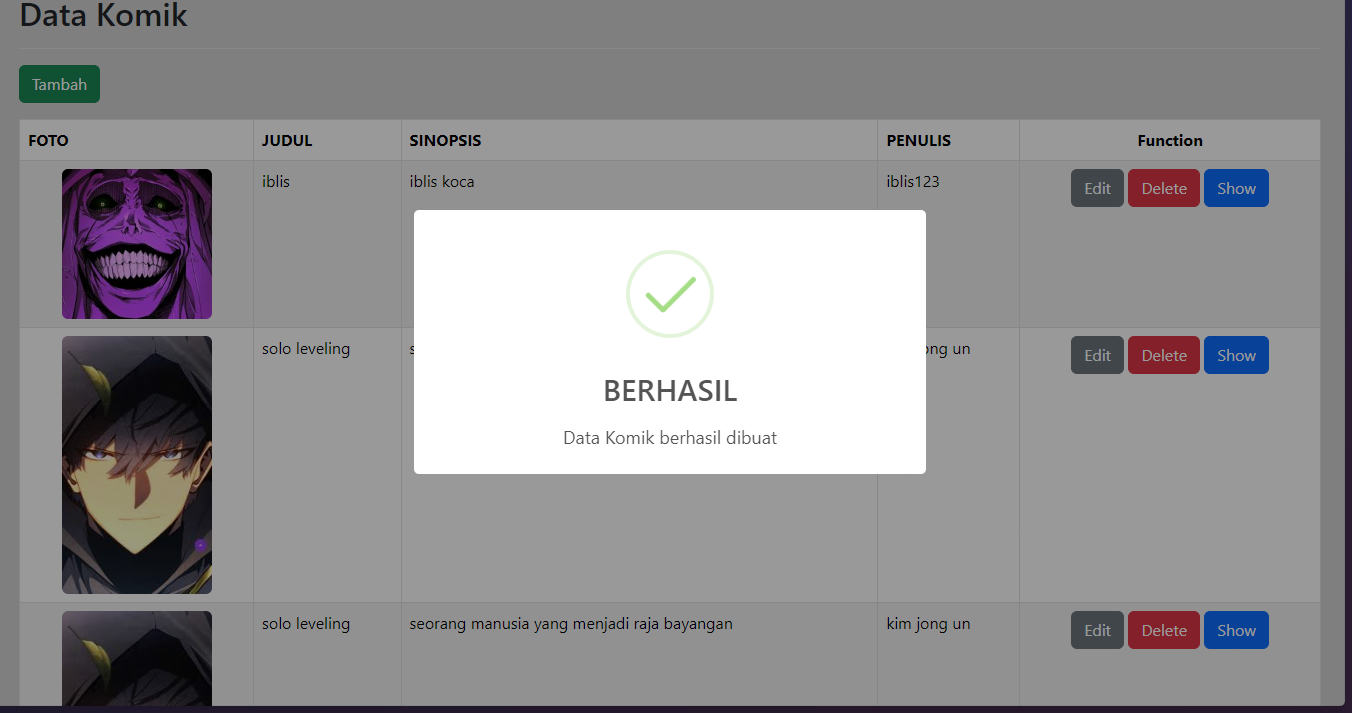 Data Komik
Tambah
FOTO JUDUL SINOPSIS PENULIS Function
iblis iblis koca iblis123 Edit Delete Show
BERHASIL
Data Komik berhasil dibuat
solo leveling ong un Edit Delete Show
solo leveling seorang manusia yang menjadi raja bayangan kim jong un Edit Delete Show